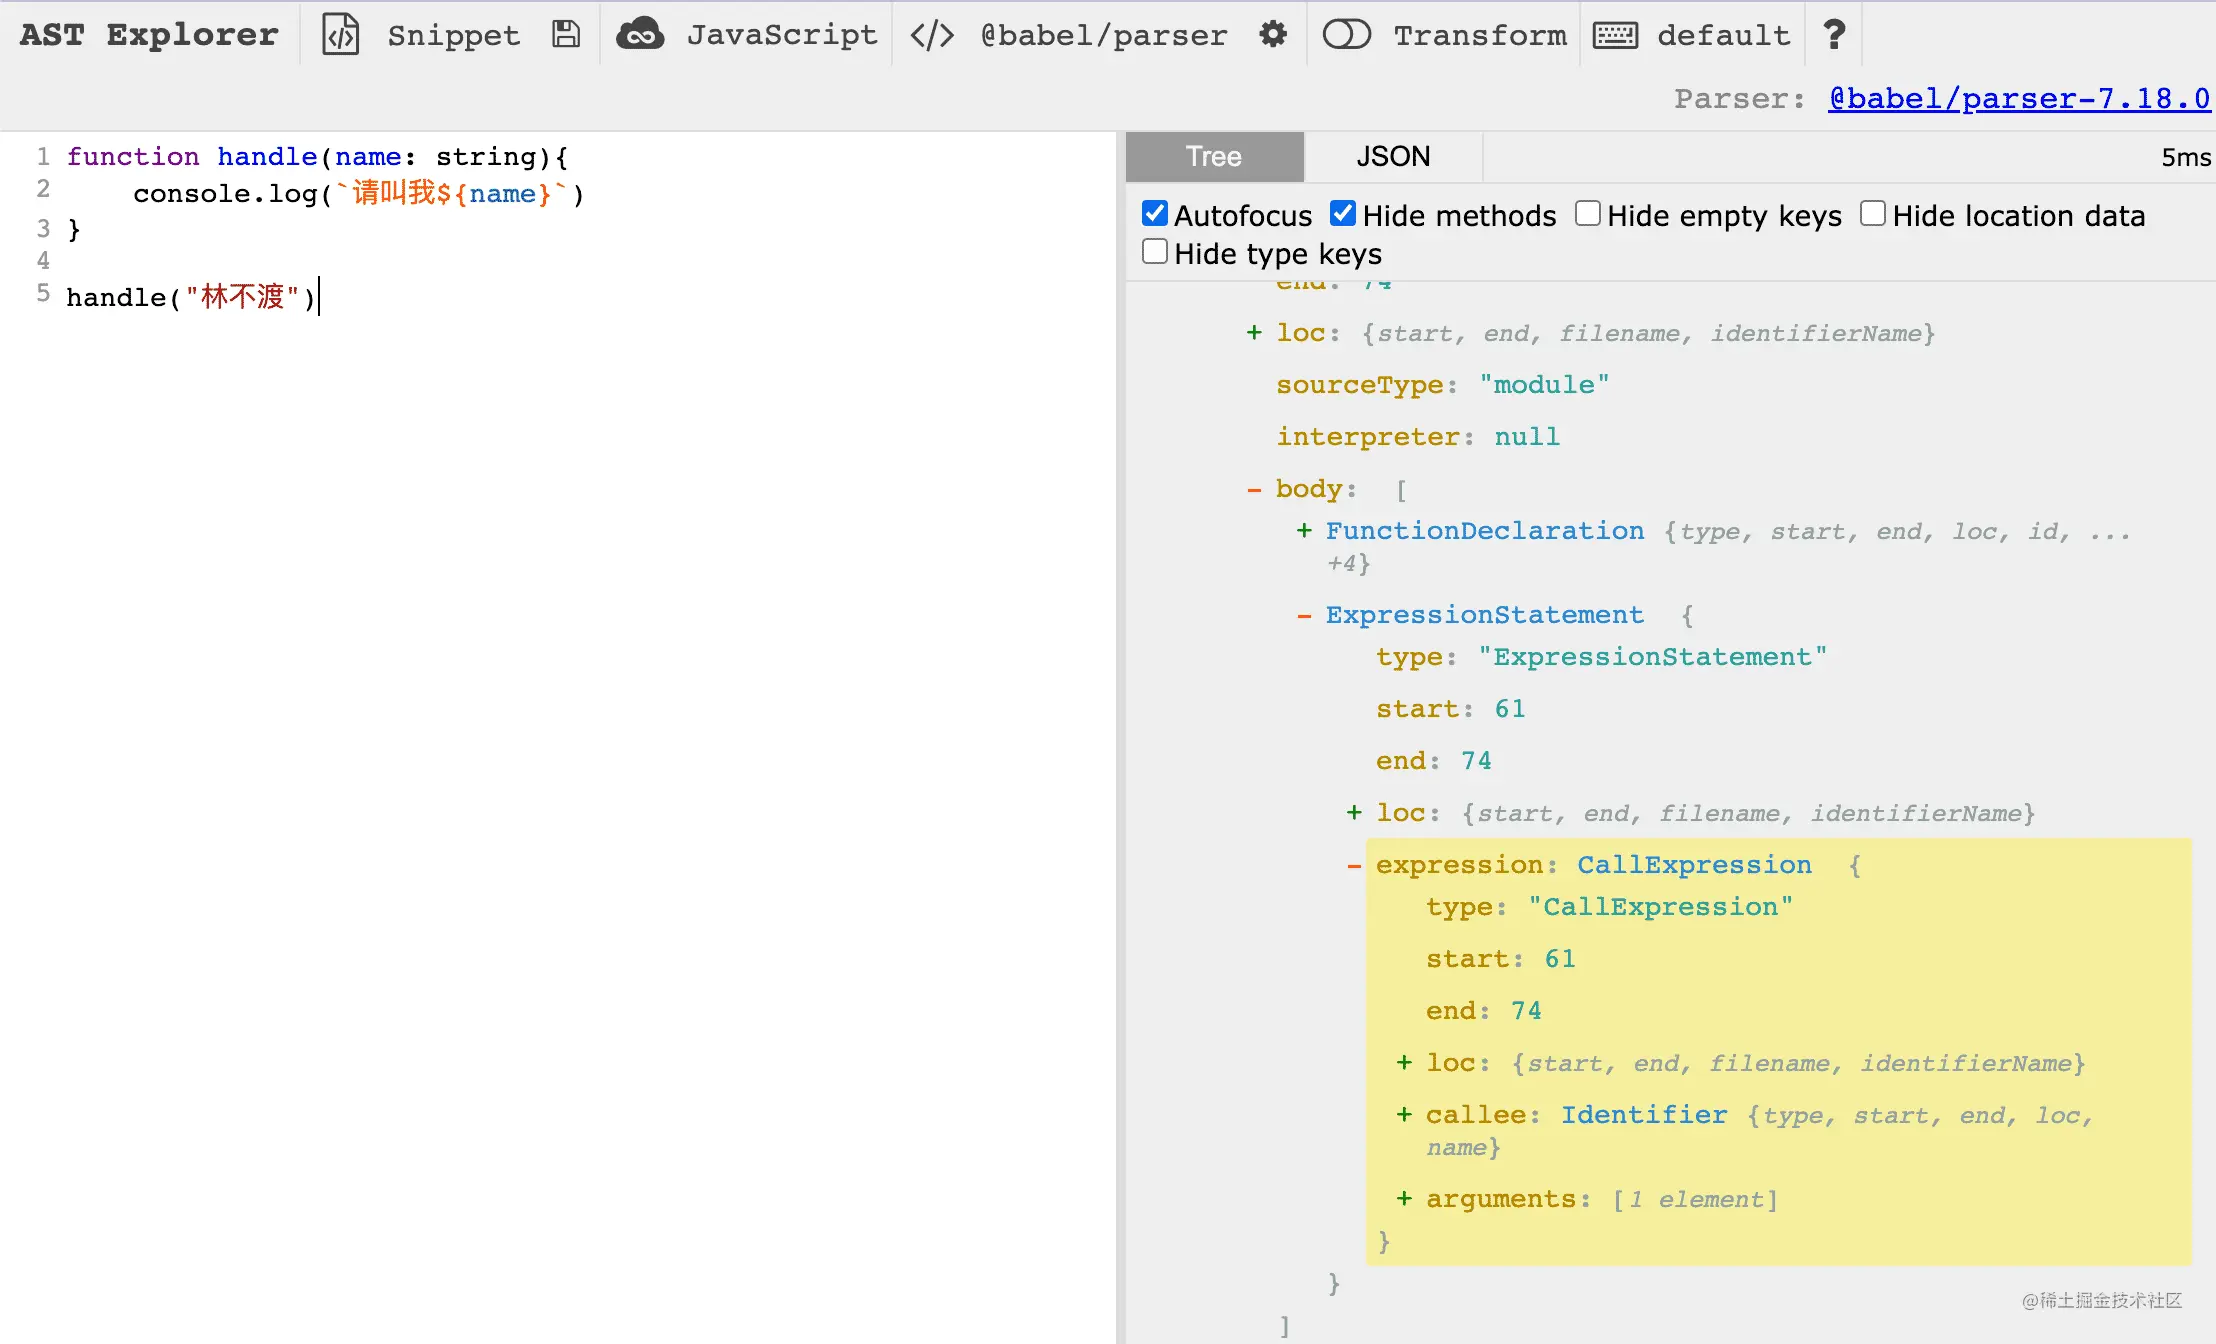 AST Explorer Snippet JavaScript </> @babel/parser Transform default ?
Parser: @babel/parser-7.18.0
1 function handle(name: string){
2     console.log(`请叫我${name}`)
3 }
4
5 handle("林不渡")
Tree JSON 5ms
Autofocus Hide methods Hide empty keys Hide location data
Hide type keys
end: 74
+ loc: {start, end, filename, identifierName}
sourceType: "module"
interpreter: null
- body: [
+ FunctionDeclaration {type, start, end, loc, id, ...
+4}
- ExpressionStatement {
type: "ExpressionStatement"
start: 61
end: 74
+ loc: {start, end, filename, identifierName}
- expression: CallExpression {
type: "CallExpression"
start: 61
end: 74
+ loc: {start, end, filename, identifierName}
+ callee: Identifier {type, start, end, loc,
name}
+ arguments: [1 element]
}
}
]
@稀土掘金技术社区